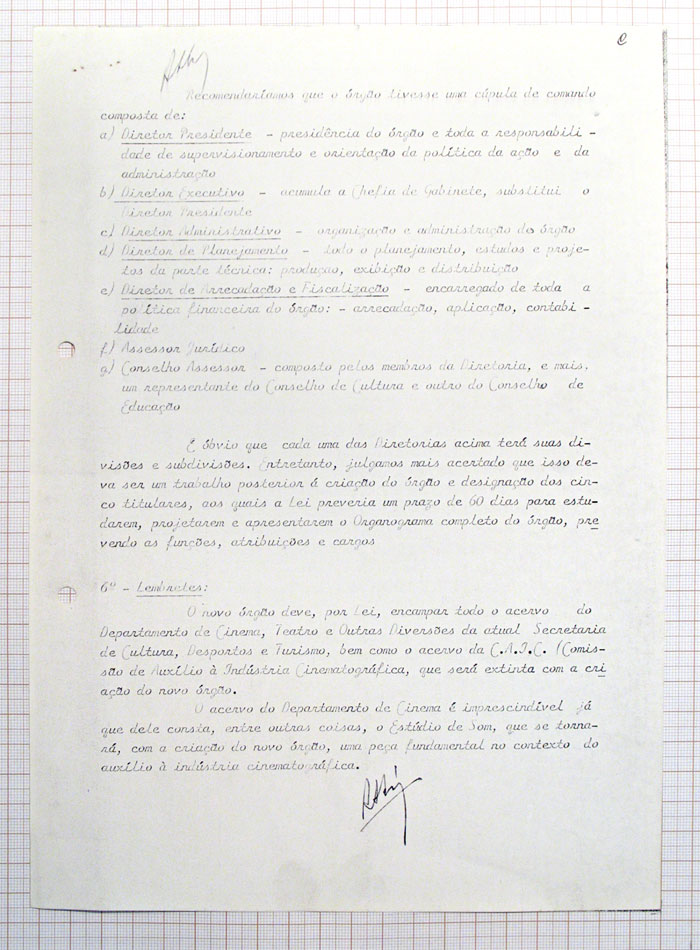 Recomendaríamos que o órgão tivesse uma cúpula de comando
composta de:
a) Diretor Presidente - presidência do órgão e toda a responsabili -
dade de supervisionamento e orientação da política da ação e da
administração
b) Diretor Executivo - acumula a Chefia de Gabinete, substitui o
Diretor Presidente
c) Diretor Administrativo - organização e administração do órgão
d) Diretor de Planejamento - todo o planejamento, estudos e proje-
tos da parte técnica: produçao, exibição e distribuição
e) Diretor de Arrecadação e Fiscalização - encarregado de toda a
política financeira do órgão: - arrecadação, aplicação, contabi -
lidade
f) Assessor Jurídico
g) Conselho Assessor - composto pelos membros da Diretoria, e mais,
um representante do Conselho de Cultura e outro do Conselho de
Educação
É óbvio que cada uma das Diretorias acima terá suas di-
visões e subdivisões. Entretanto, julgamos mais acertado que isso de-
va ser um trabalho posterior à criação do órgão e designação dos cin-
co titulares, aos quais a Lei preveria um prazo de 60 dias para estu-
darem, projetarem e apresentarem o Organograma completo do órgão, pre
vendo as funções, atribuições e cargos
6º - Lembretes:
O novo órgão deve, por Lei, encampar todo o acervo do
Departamento de Cinema, Teatro e Outras Diversões da atual Secretaria
de Cultura, Desportos e Turismo, bem como o acervo da C.A.I.C. (Comis-
são de Auxílio à Indústria Cinematográfica, que será extinta com a cri
ação do novo órgão.
O acervo do Departamento de Cinema é imprescindível já
que dele consta, entre outras coisas, o Estúdio de Som, que se torna-
rá, com a criação do novo órgão, uma peça fundamental no contexto do
auxílio à indústria cinematográfica.